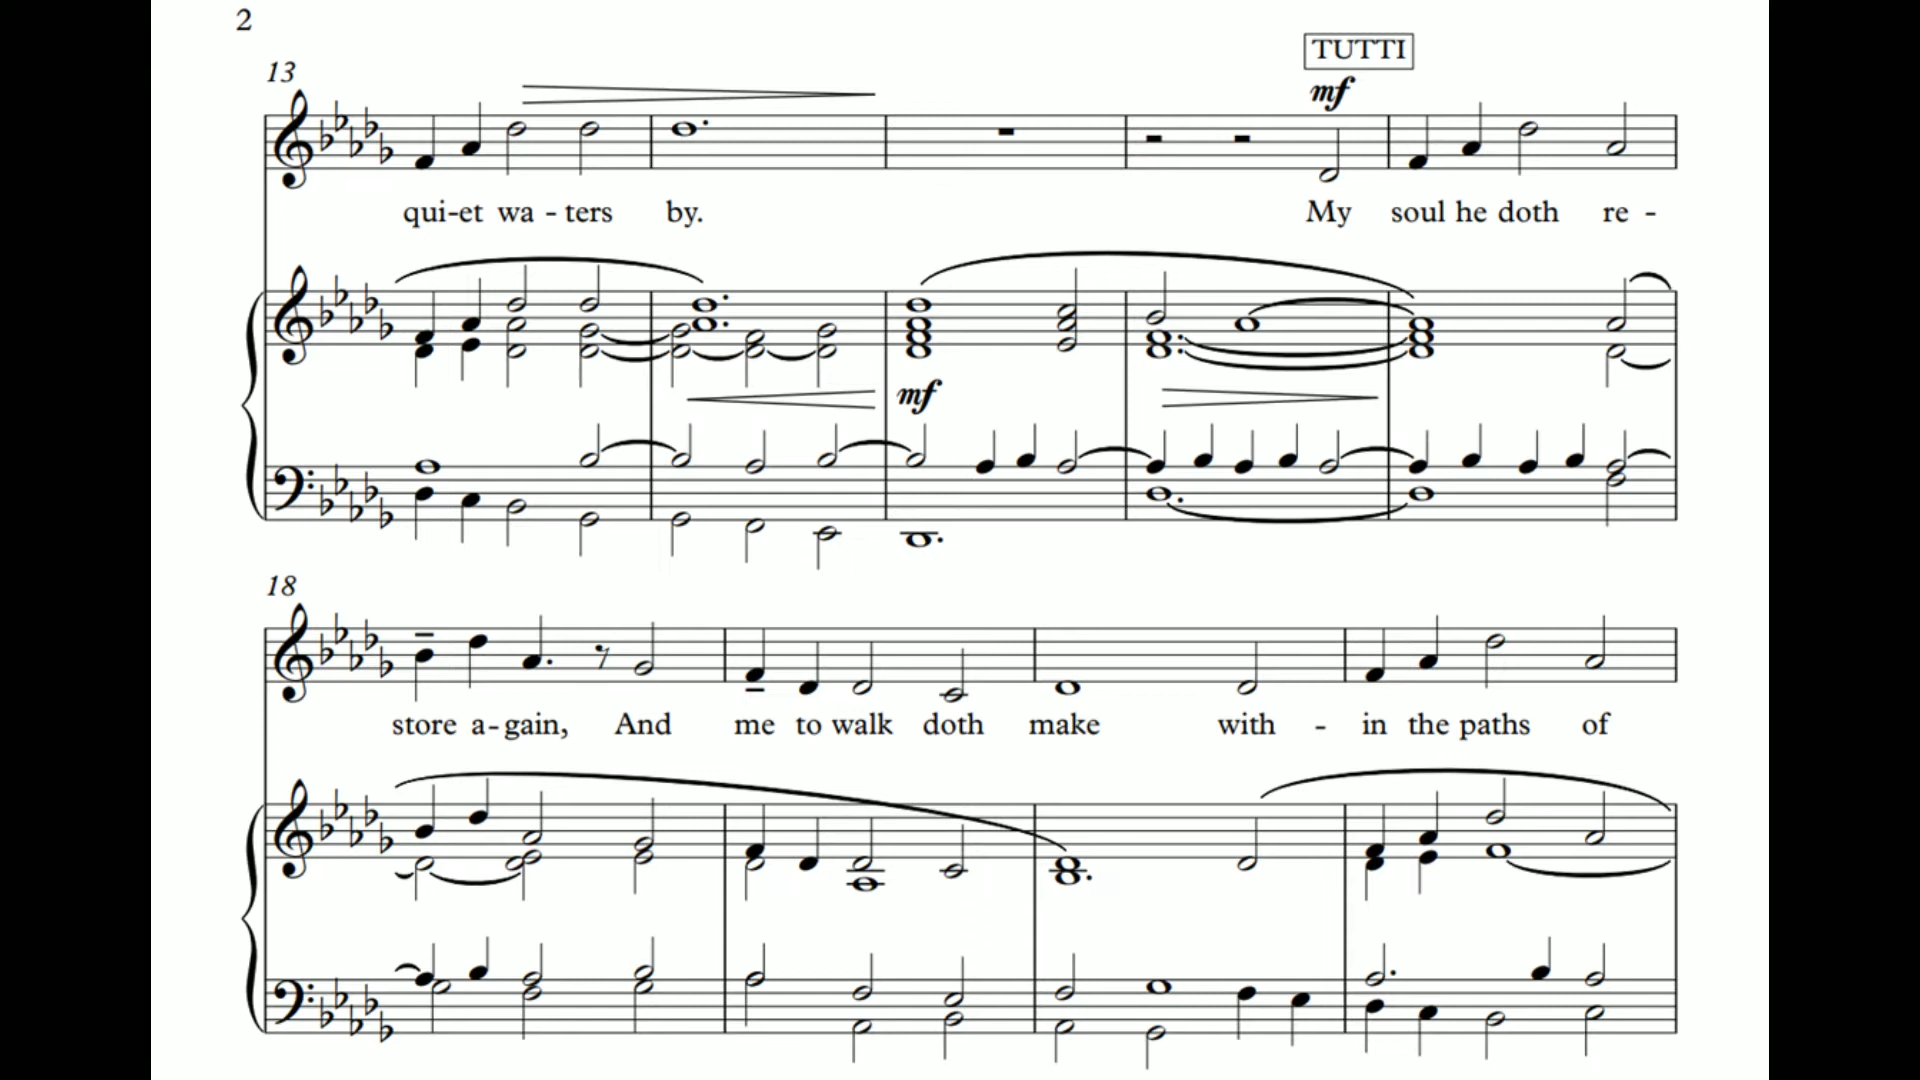 2
TUTTI
13
mf
qui-et wa - ters by. My soul he doth re -
mf
18
store a-gain, And me to walk doth make with - in the paths of